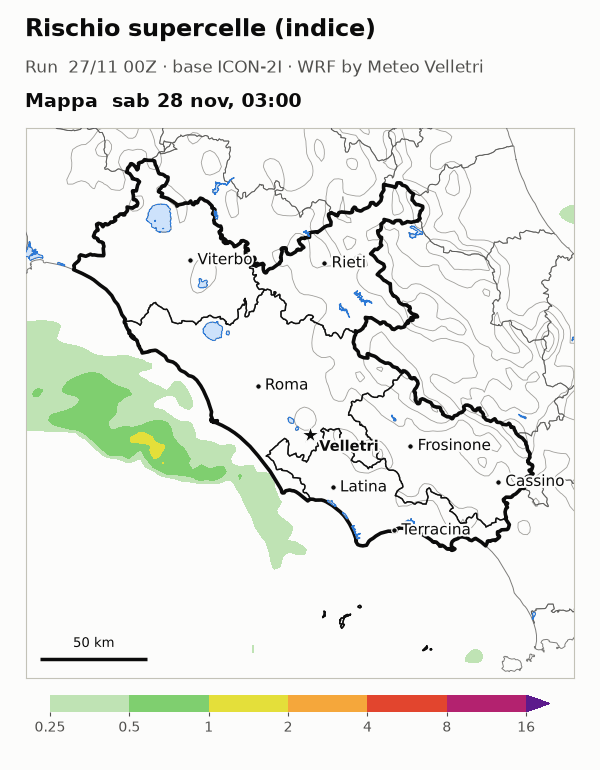 Rischio supercelle (indice)
Run  27/11 00Z · base ICON-2I · WRF by Meteo Velletri
Mappa  sab 28 nov, 03:00
Viterbo
Rieti
Roma
Velletri
Frosinone
Latina
Cassino
Terracina
50 km
0.25 0.5 1 2 4 8 16